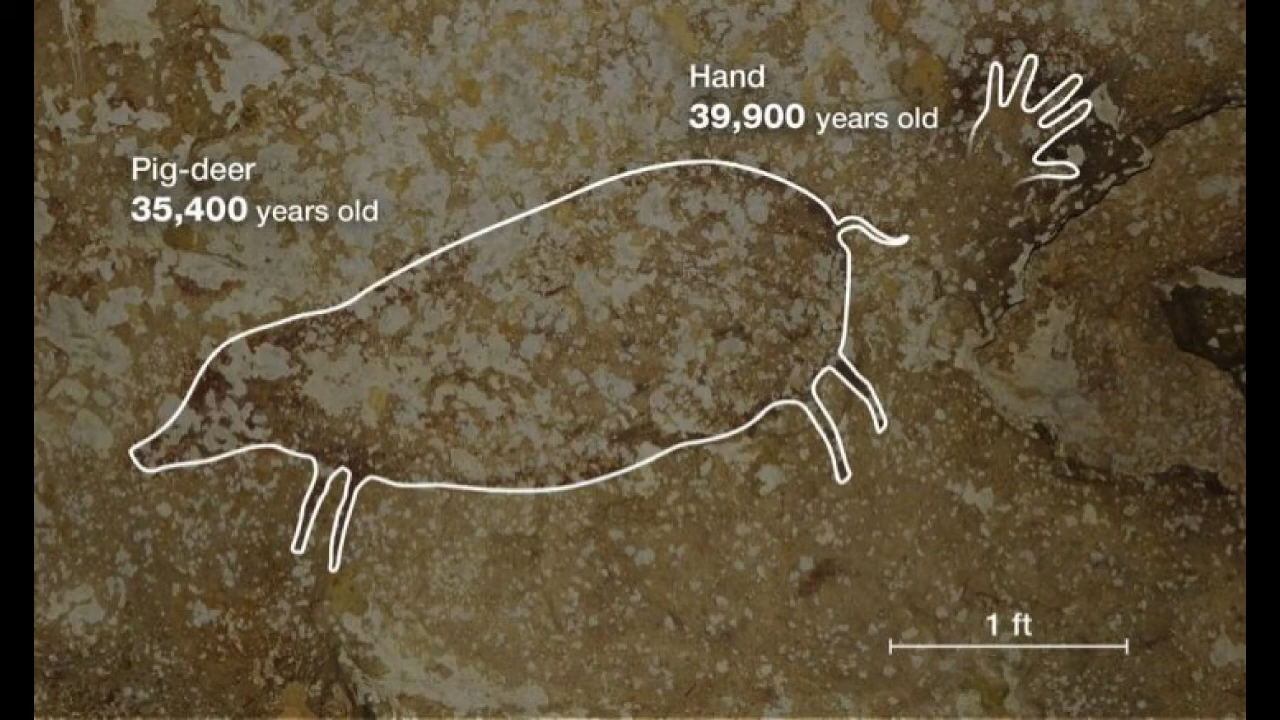 Hand
39,900 years old
Pig-deer
35,400 years old
1 ft